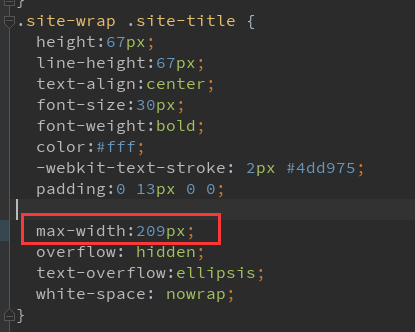 }
.site-wrap .site-title {
height:67px;
line-height:67px;
text-align:center;
font-size:30px;
font-weight:bold;
color:#fff;
-webkit-text-stroke: 2px #4dd975;
padding:0 13px 0 0;
max-width:209px;
overflow: hidden;
text-overflow:ellipsis;
white-space: nowrap;
}